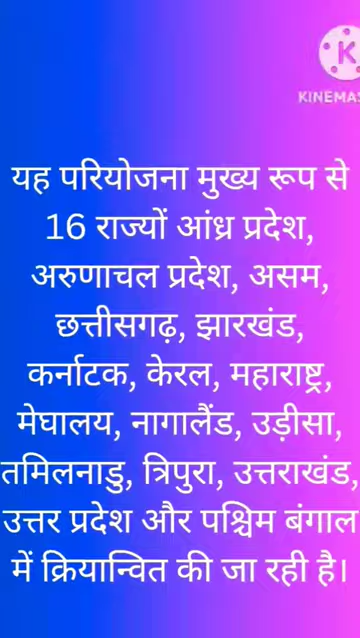 K
KINEMAS
यह परियोजना मुख्य रूप से
16 राज्यों आंध्र प्रदेश,
अरुणाचल प्रदेश, असम,
छत्तीसगढ़, झारखंड,
कर्नाटक, केरल, महाराष्ट्र,
मेघालय, नागालैंड, उड़ीसा,
तमिलनाडु, त्रिपुरा, उत्तराखंड,
उत्तर प्रदेश और पश्चिम बंगाल
में क्रियान्वित की जा रही है।